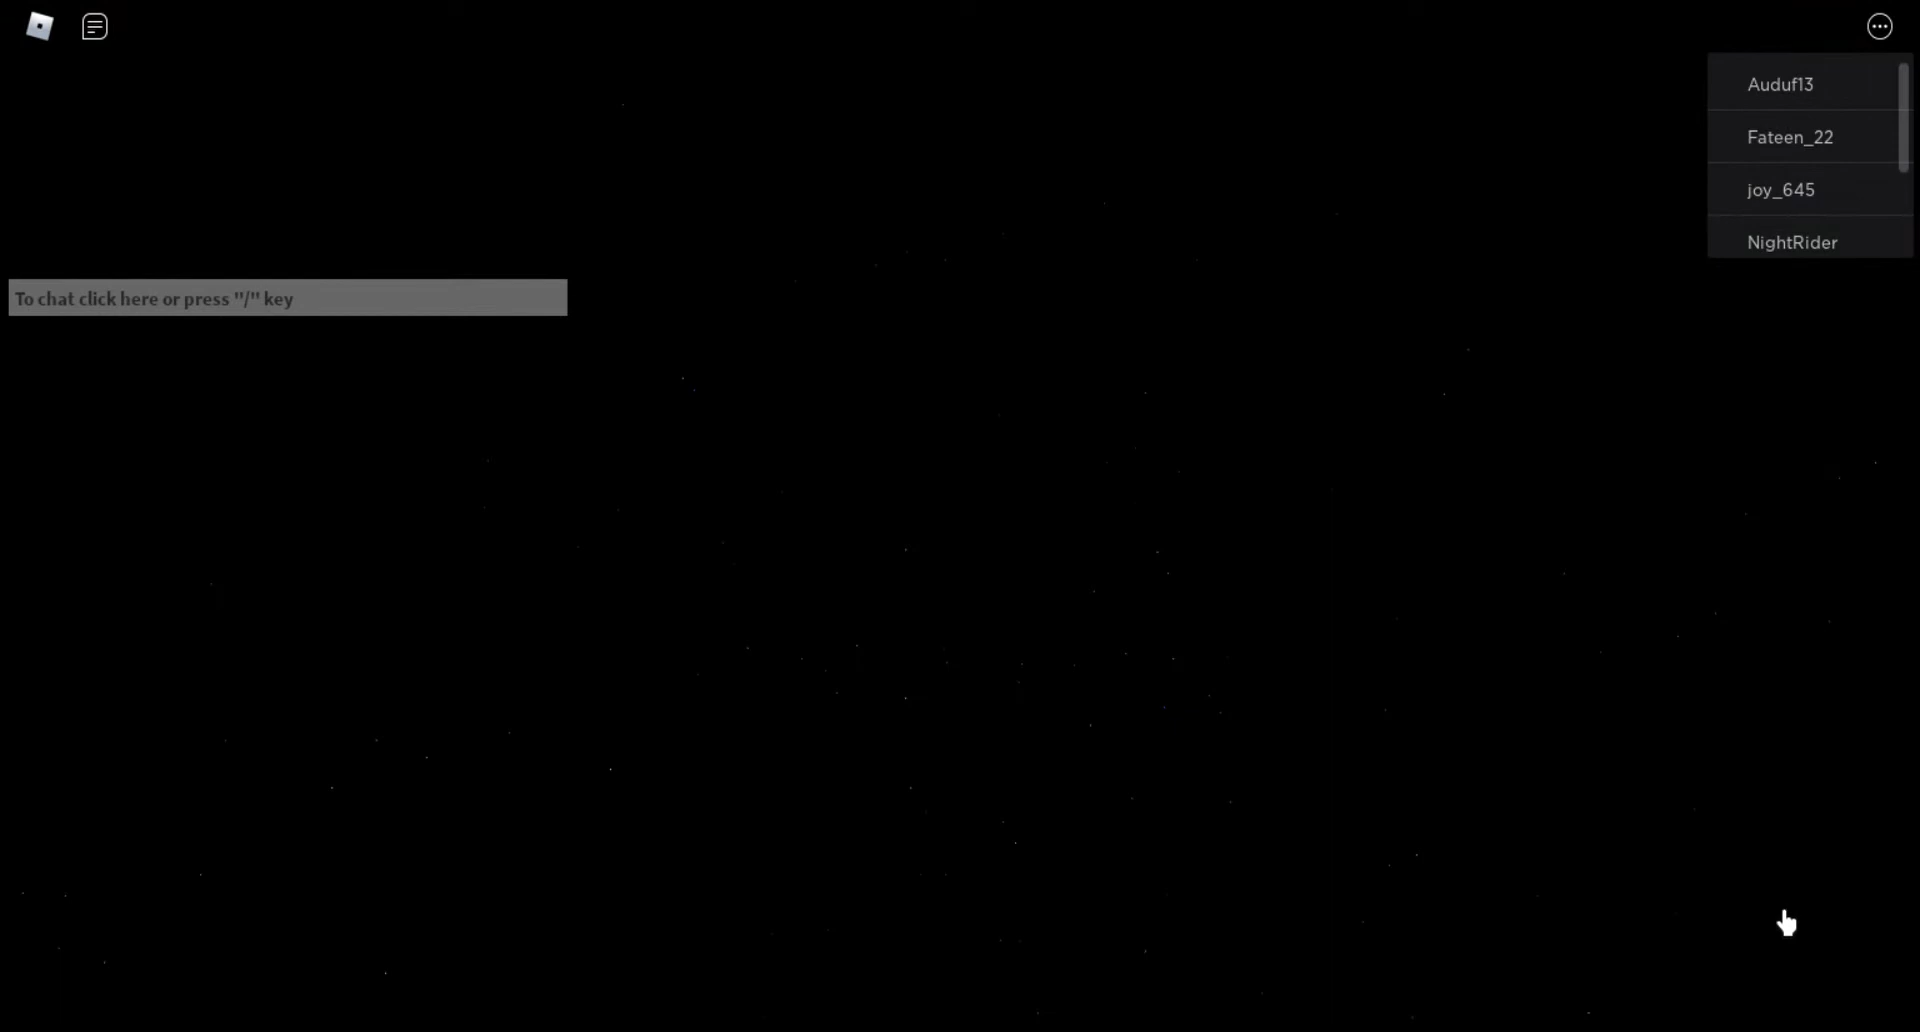 Auduf13
Fateen_22
joy_645
NightRider
To chat click here or press "/" key